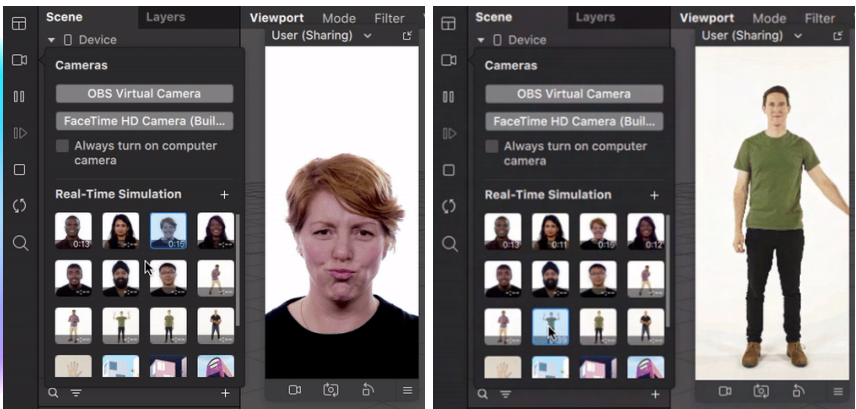 Scene Layers Viewport Mode Filter
Device
User (Sharing)
Cameras
OBS Virtual Camera
FaceTime HD Camera (Buil...
Always turn on computer
camera
Real-Time Simulation +
0:13 0:15
Scene Layers Viewport Mode Filter
Device
User (Sharing)
Cameras
OBS Virtual Camera
FaceTime HD Camera (Buil...
Always turn on computer
camera
Real-Time Simulation +
0:13 0:11 0:15 0:12